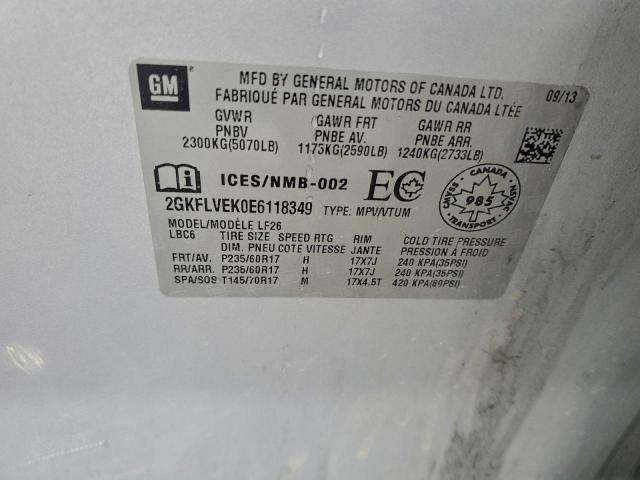 GM
MFD BY GENERAL MOTORS OF CANADA LTD. 09/13
FABRIQUÉ PAR GENERAL MOTORS DU CANADA LTÉE
GVWR GAWR FRT GAWR RR
PNBV PNBE AV. PNBE ARR.
2300KG(5070LB) 1175KG(2590LB) 1240KG(2733LB)
ICES/NMB-002 EC
CANADA
CMVSS 985 NSVAC
TRANSPORT
2GKFLVEK0E6118349 TYPE: MPV/VTUM
MODEL/MODÈLE LF26
LBC6 TIRE SIZE SPEED RTG RIM COLD TIRE PRESSURE
DIM. PNEU COTE VITESSE JANTE PRESSION À FROID
FRT/AV. P235/60R17 H 17X7J 240 KPA(35PSI)
RR/ARR. P235/60R17 H 17X7J 240 KPA(35PSI)
SPA/SOS T145/70R17 M 17X4.5T 420 KPA(60PSI)